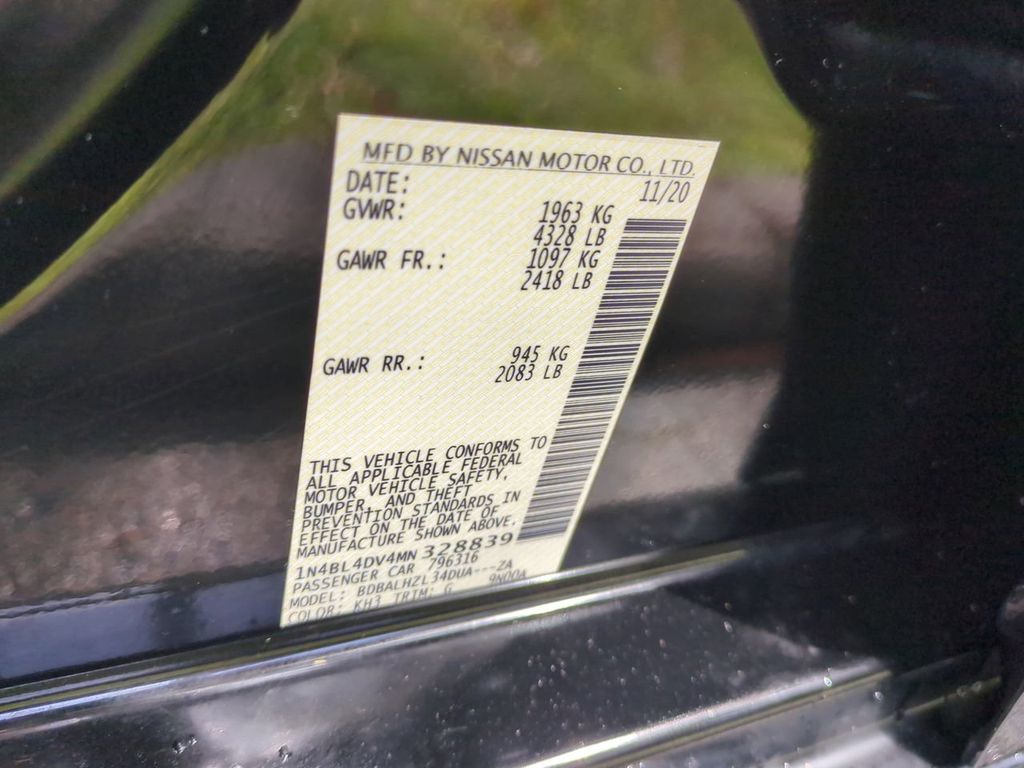 MFD BY NISSAN MOTOR CO., LTD.
DATE: 11/20
GVWR: 1963 KG
4328 LB
GAWR FR.: 1097 KG
2418 LB
GAWR RR.: 945 KG
2083 LB
THIS VEHICLE CONFORMS TO
ALL APPLICABLE FEDERAL
MOTOR VEHICLE SAFETY,
BUMPER, AND THEFT
PREVENTION STANDARDS IN
EFFECT ON THE DATE OF
MANUFACTURE SHOWN ABOVE.
1N4BL4DV4MN328839
PASSENGER CAR 796316
MODEL: BDBALHZL34DUA---ZA
COLOR: KH3 TRIM: G 9N00A